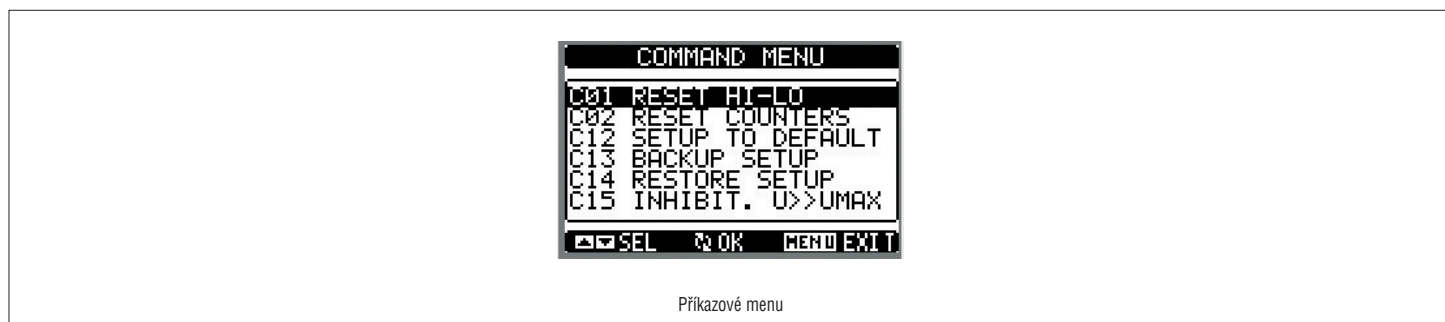 COMMAND MENU
C01 RESET HI-LO
C02 RESET COUNTERS
C12 SETUP TO DEFAULT
C13 BACKUP SETUP
C14 RESTORE SETUP
C15 INHIBIT. U>>UMAX
SEL OK MENU EXIT
Příkazové menu